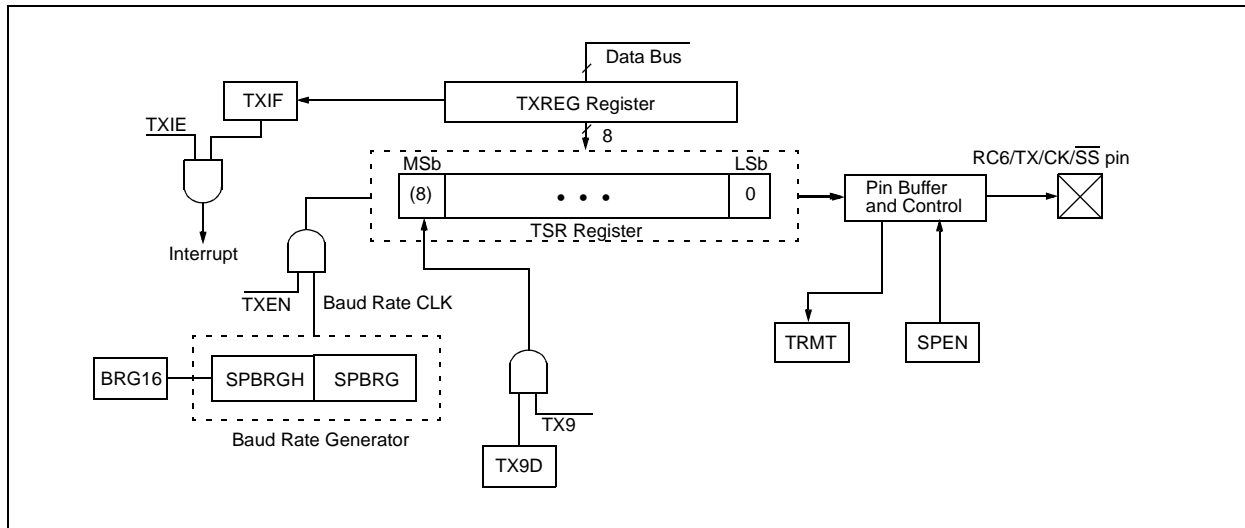 Data Bus
TXIF
TXREG Register
TXIE
8
MSb
LSb
RC6/TX/CK/S̅S̅ pin
(8)
• • •
0
Pin Buffer
and Control
TSR Register
Interrupt
TXEN
Baud Rate CLK
TRMT
SPEN
BRG16
SPBRGH
SPBRG
TX9
Baud Rate Generator
TX9D